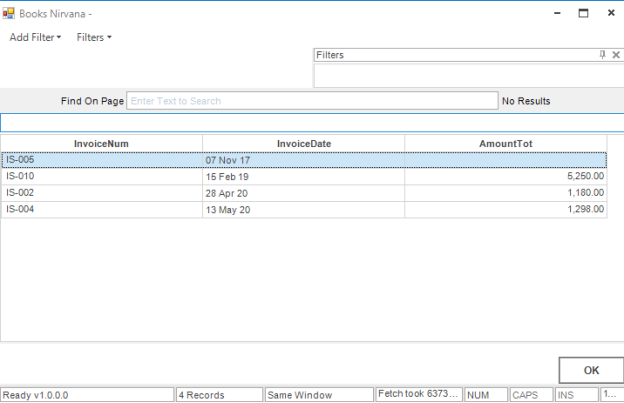 Books Nirvana -
Add Filter Filters
Filters
Find On Page Enter Text to Search No Results
InvoiceNum InvoiceDate AmountTot
IS-005 07 Nov 17
IS-010 15 Feb 19 5,250.00
IS-002 28 Apr 20 1,180.00
IS-004 13 May 20 1,298.00
OK
Ready v1.0.0.0 4 Records Same Window Fetch took 6373... NUM CAPS INS 1...